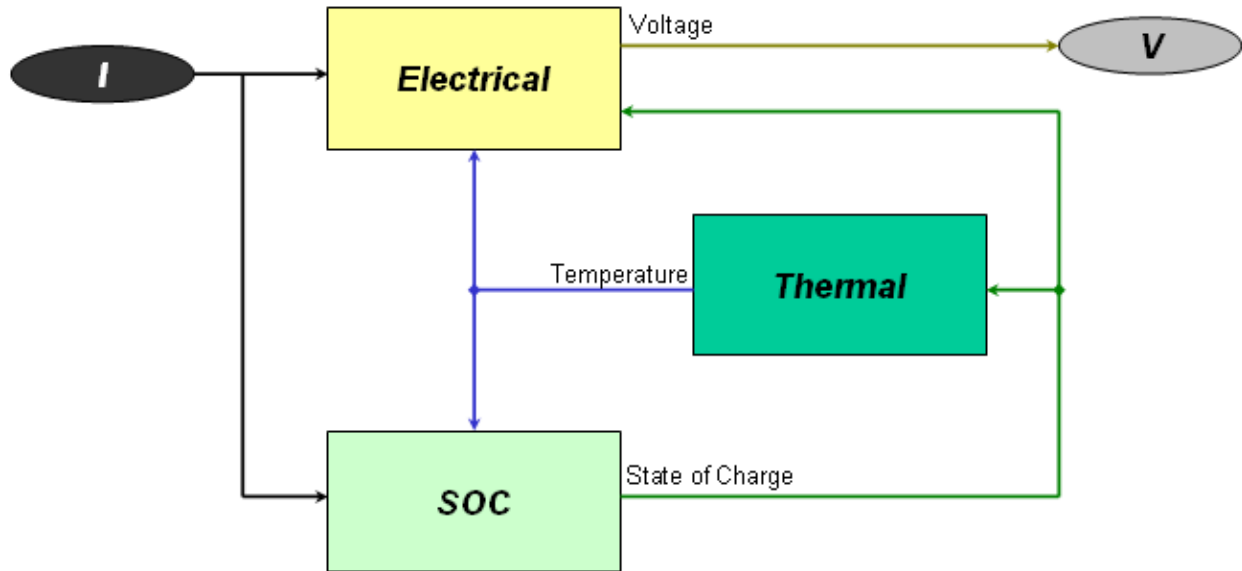 Voltage
I
V
Electrical
Temperature
Thermal
State of Charge
SOC